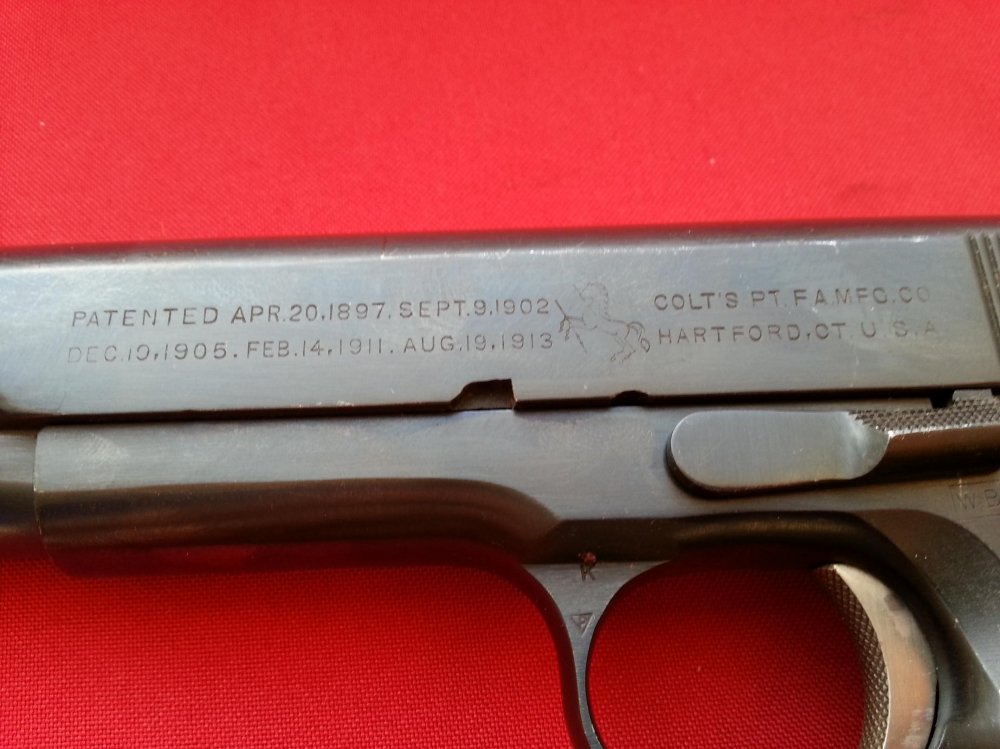 PATENTED APR.20,1897. SEPT.9,1902
DEC.19,1905. FEB.14,1911. AUG.19,1913
COLT'S PT. F.A.MFG.CO
HARTFORD,CT. U.S.A.
K